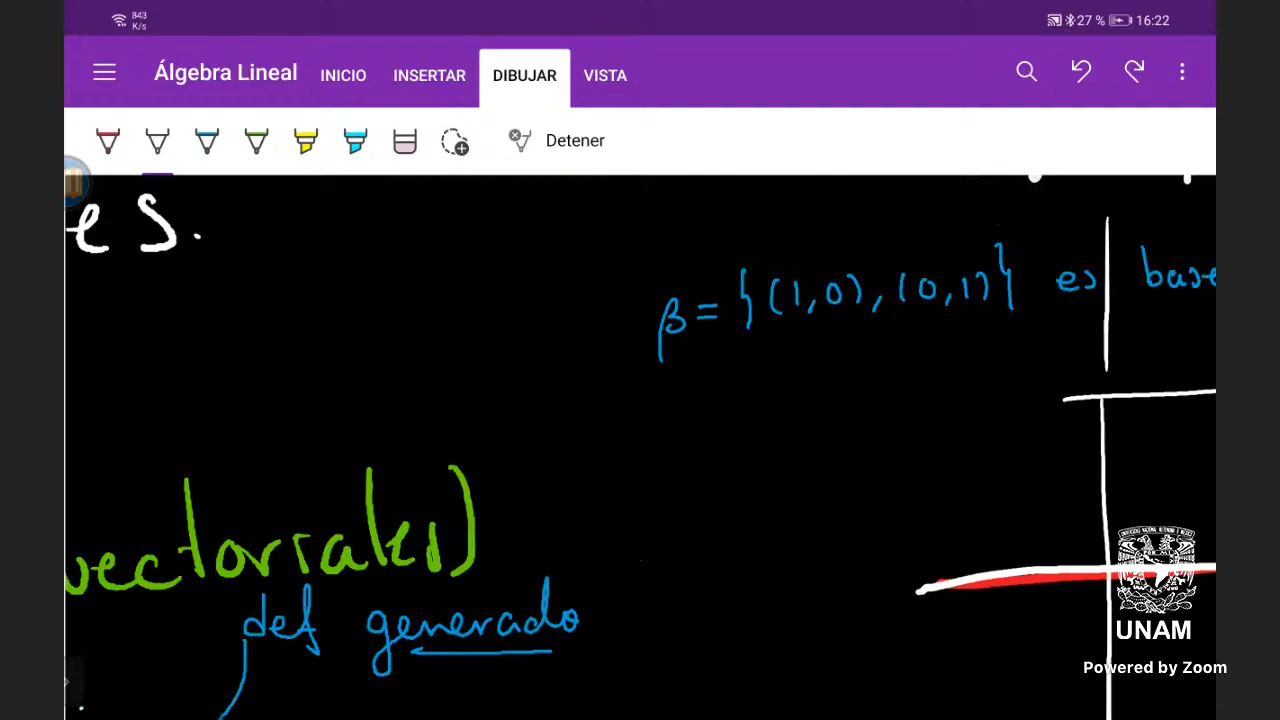 843
K/s
27 % 16:22
Álgebra Lineal INICIO INSERTAR DIBUJAR VISTA
Detener
es.
β = {(1,0), (0,1)} es base
vectoriales)
def generado
UNAM
Powered by Zoom